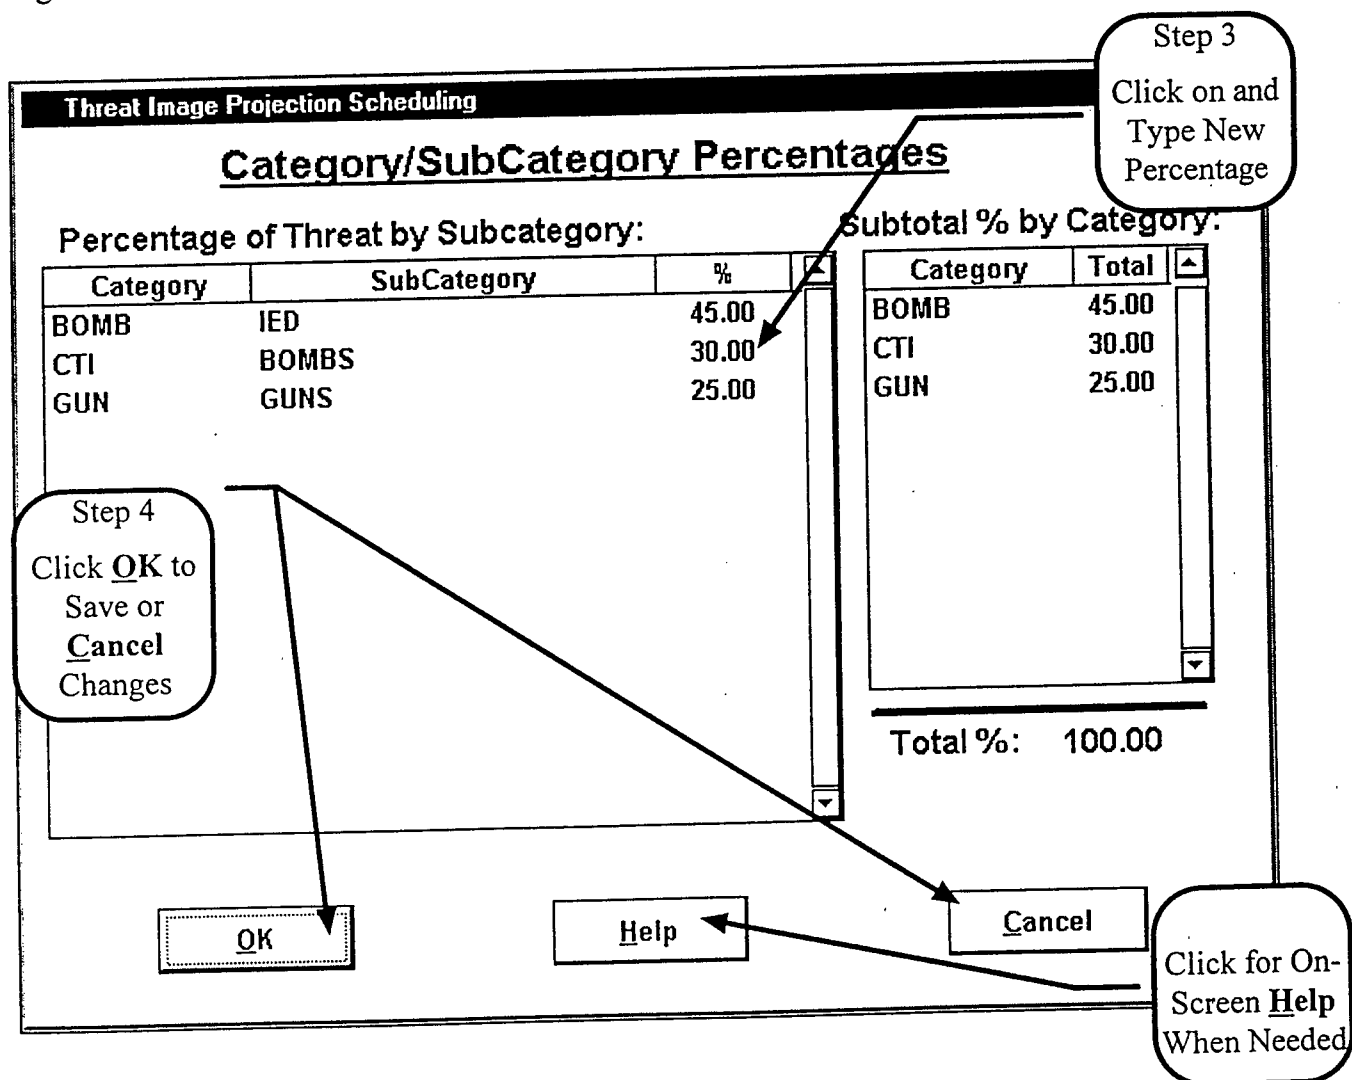 Step 3
Click on and
Type New
Percentage
Threat Image Projection Scheduling
Category/SubCategory Percentages
Percentage of Threat by Subcategory:
Category SubCategory %
BOMB IED 45.00
CTI BOMBS 30.00
GUN GUNS 25.00
Subtotal % by Category:
Category Total
BOMB 45.00
CTI 30.00
GUN 25.00
Total %: 100.00
Step 4
Click OK to
Save or
Cancel
Changes
OK Help Cancel
Click for On-
Screen Help
When Needed